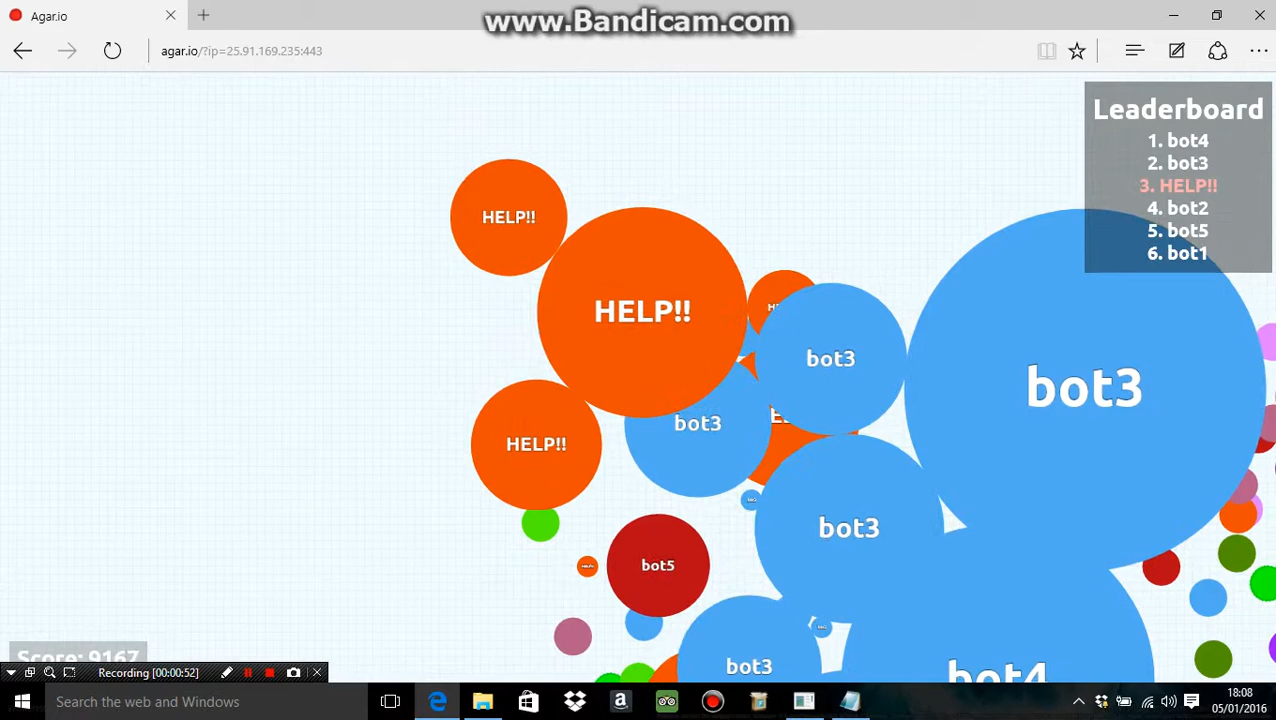 Agar.io
www.Bandicam.com
agar.io/?ip=25.91.169.235:443
Leaderboard
1. bot4
2. bot3
3. HELP!!
4. bot2
5. bot5
6. bot1
HELP!!
HELP!!
bot3
bot3
bot3
HELP!!
bot3
bot5
bot3
bot4
Score: 9167
Recording [00:00:52]
Search the web and Windows
18:08
05/01/2016